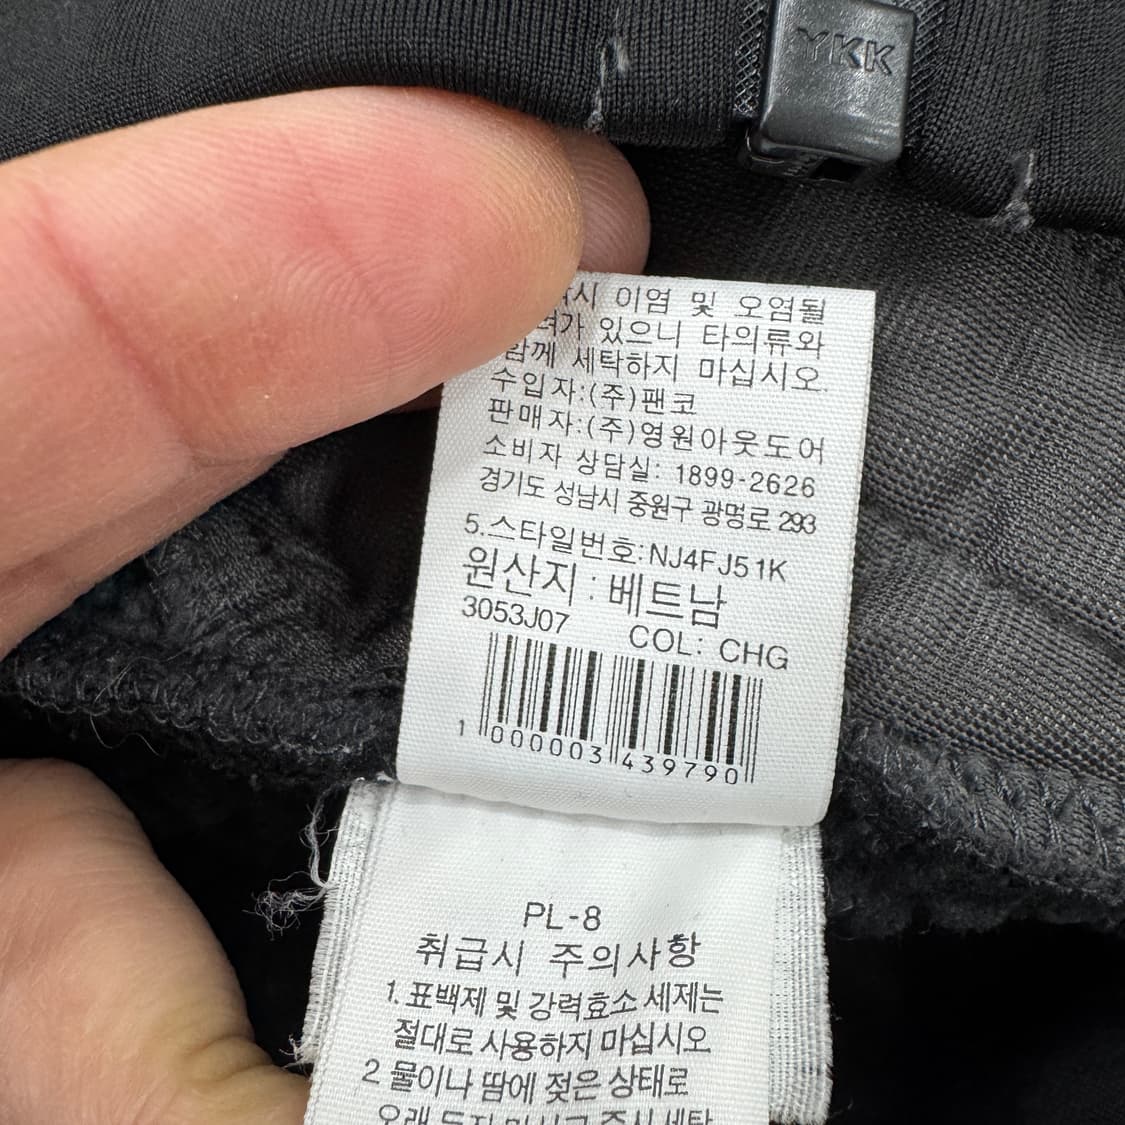 YKK
이염 및 오염될
있으니 타의류와
함께 세탁하지 마십시오.
수입자:(주)팬코
판매자:(주)영원아웃도어
소비자 상담실: 1899-2626
경기도 성남시 중원구 광명로 293
5.스타일번호:NJ4FJ51K
원산지 : 베트남
3053J07 COL: CHG
1 000003 439790
PL-8
취급시 주의사항
1. 표백제 및 강력효소 세제는
절대로 사용하지 마십시오
2 물이나 땀에 젖은 상태로